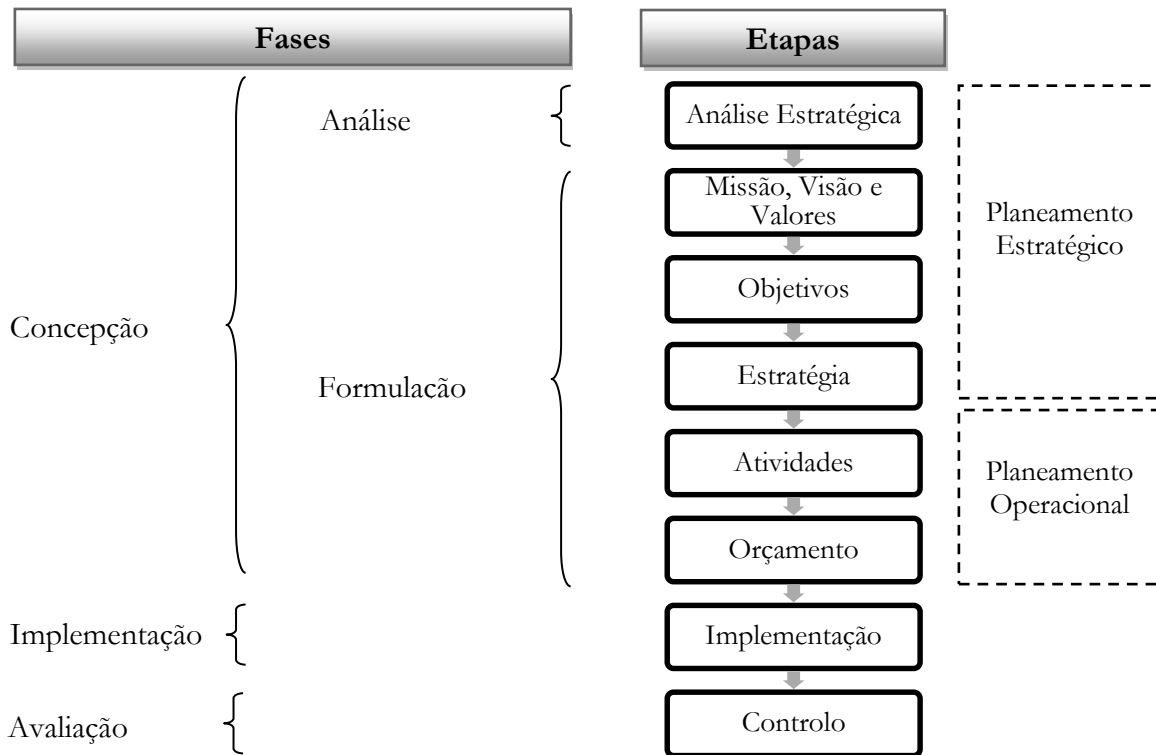 Fases
Etapas
Análise
Análise Estratégica
Missão, Visão e
Valores
Planeamento
Estratégico
Objetivos
Concepção
Formulação
Estratégia
Atividades
Planeamento
Operacional
Orçamento
Implementação
Implementação
Avaliação
Controlo